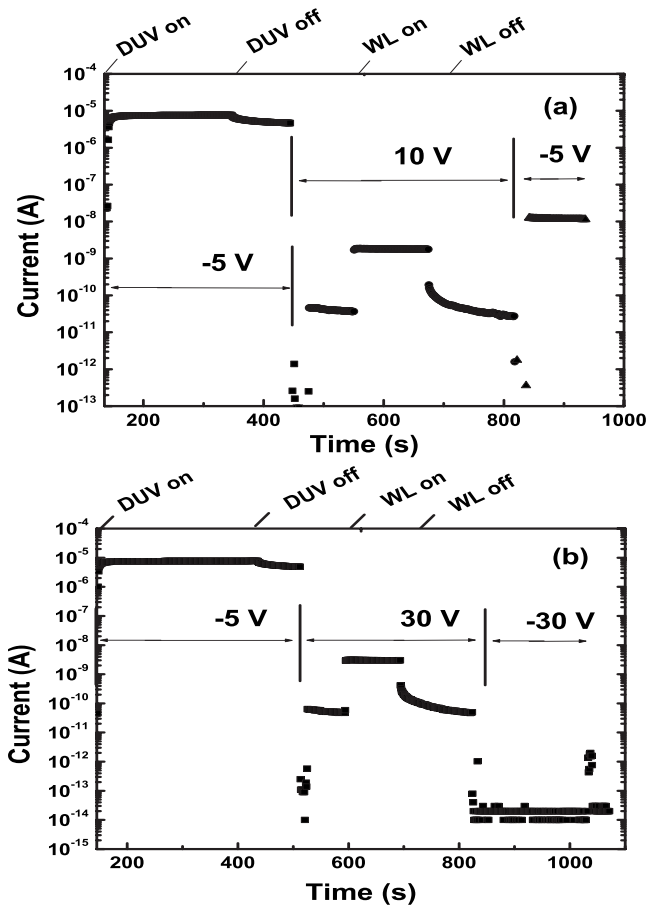 DUV on DUV off WL on WL off
10⁻⁴
10⁻⁵
10⁻⁶
10⁻⁷
10⁻⁸
10⁻⁹
10⁻¹⁰
10⁻¹¹
10⁻¹²
10⁻¹³
Current (A)
(a)
10 V
-5 V
-5 V
200 400 600 800 1000
Time (s)
DUV on DUV off WL on WL off
10⁻⁴
10⁻⁵
10⁻⁶
10⁻⁷
10⁻⁸
10⁻⁹
10⁻¹⁰
10⁻¹¹
10⁻¹²
10⁻¹³
10⁻¹⁴
10⁻¹⁵
Current (A)
(b)
-5 V 30 V -30 V
200 400 600 800 1000
Time (s)